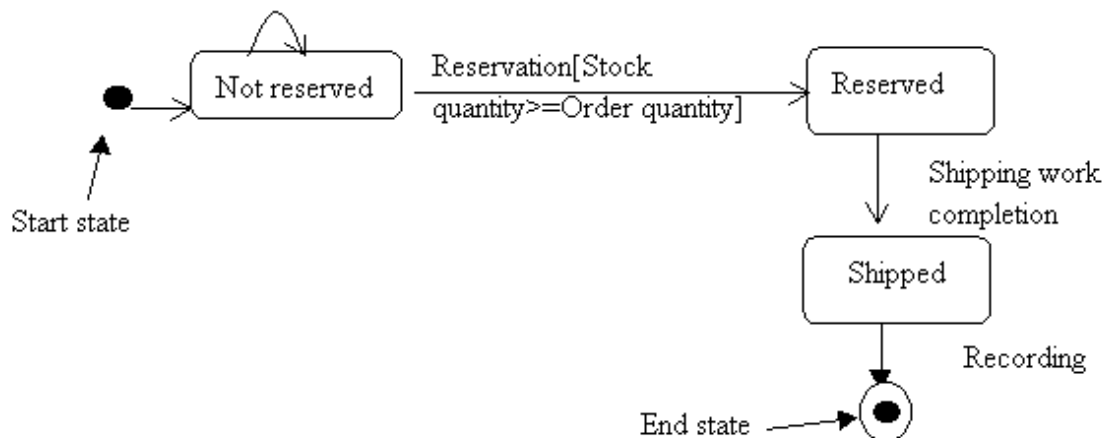 Not reserved
Reservation[Stock
quantity>=Order quantity]
Reserved
Start state
Shipping work
completion
Shipped
Recording
End state